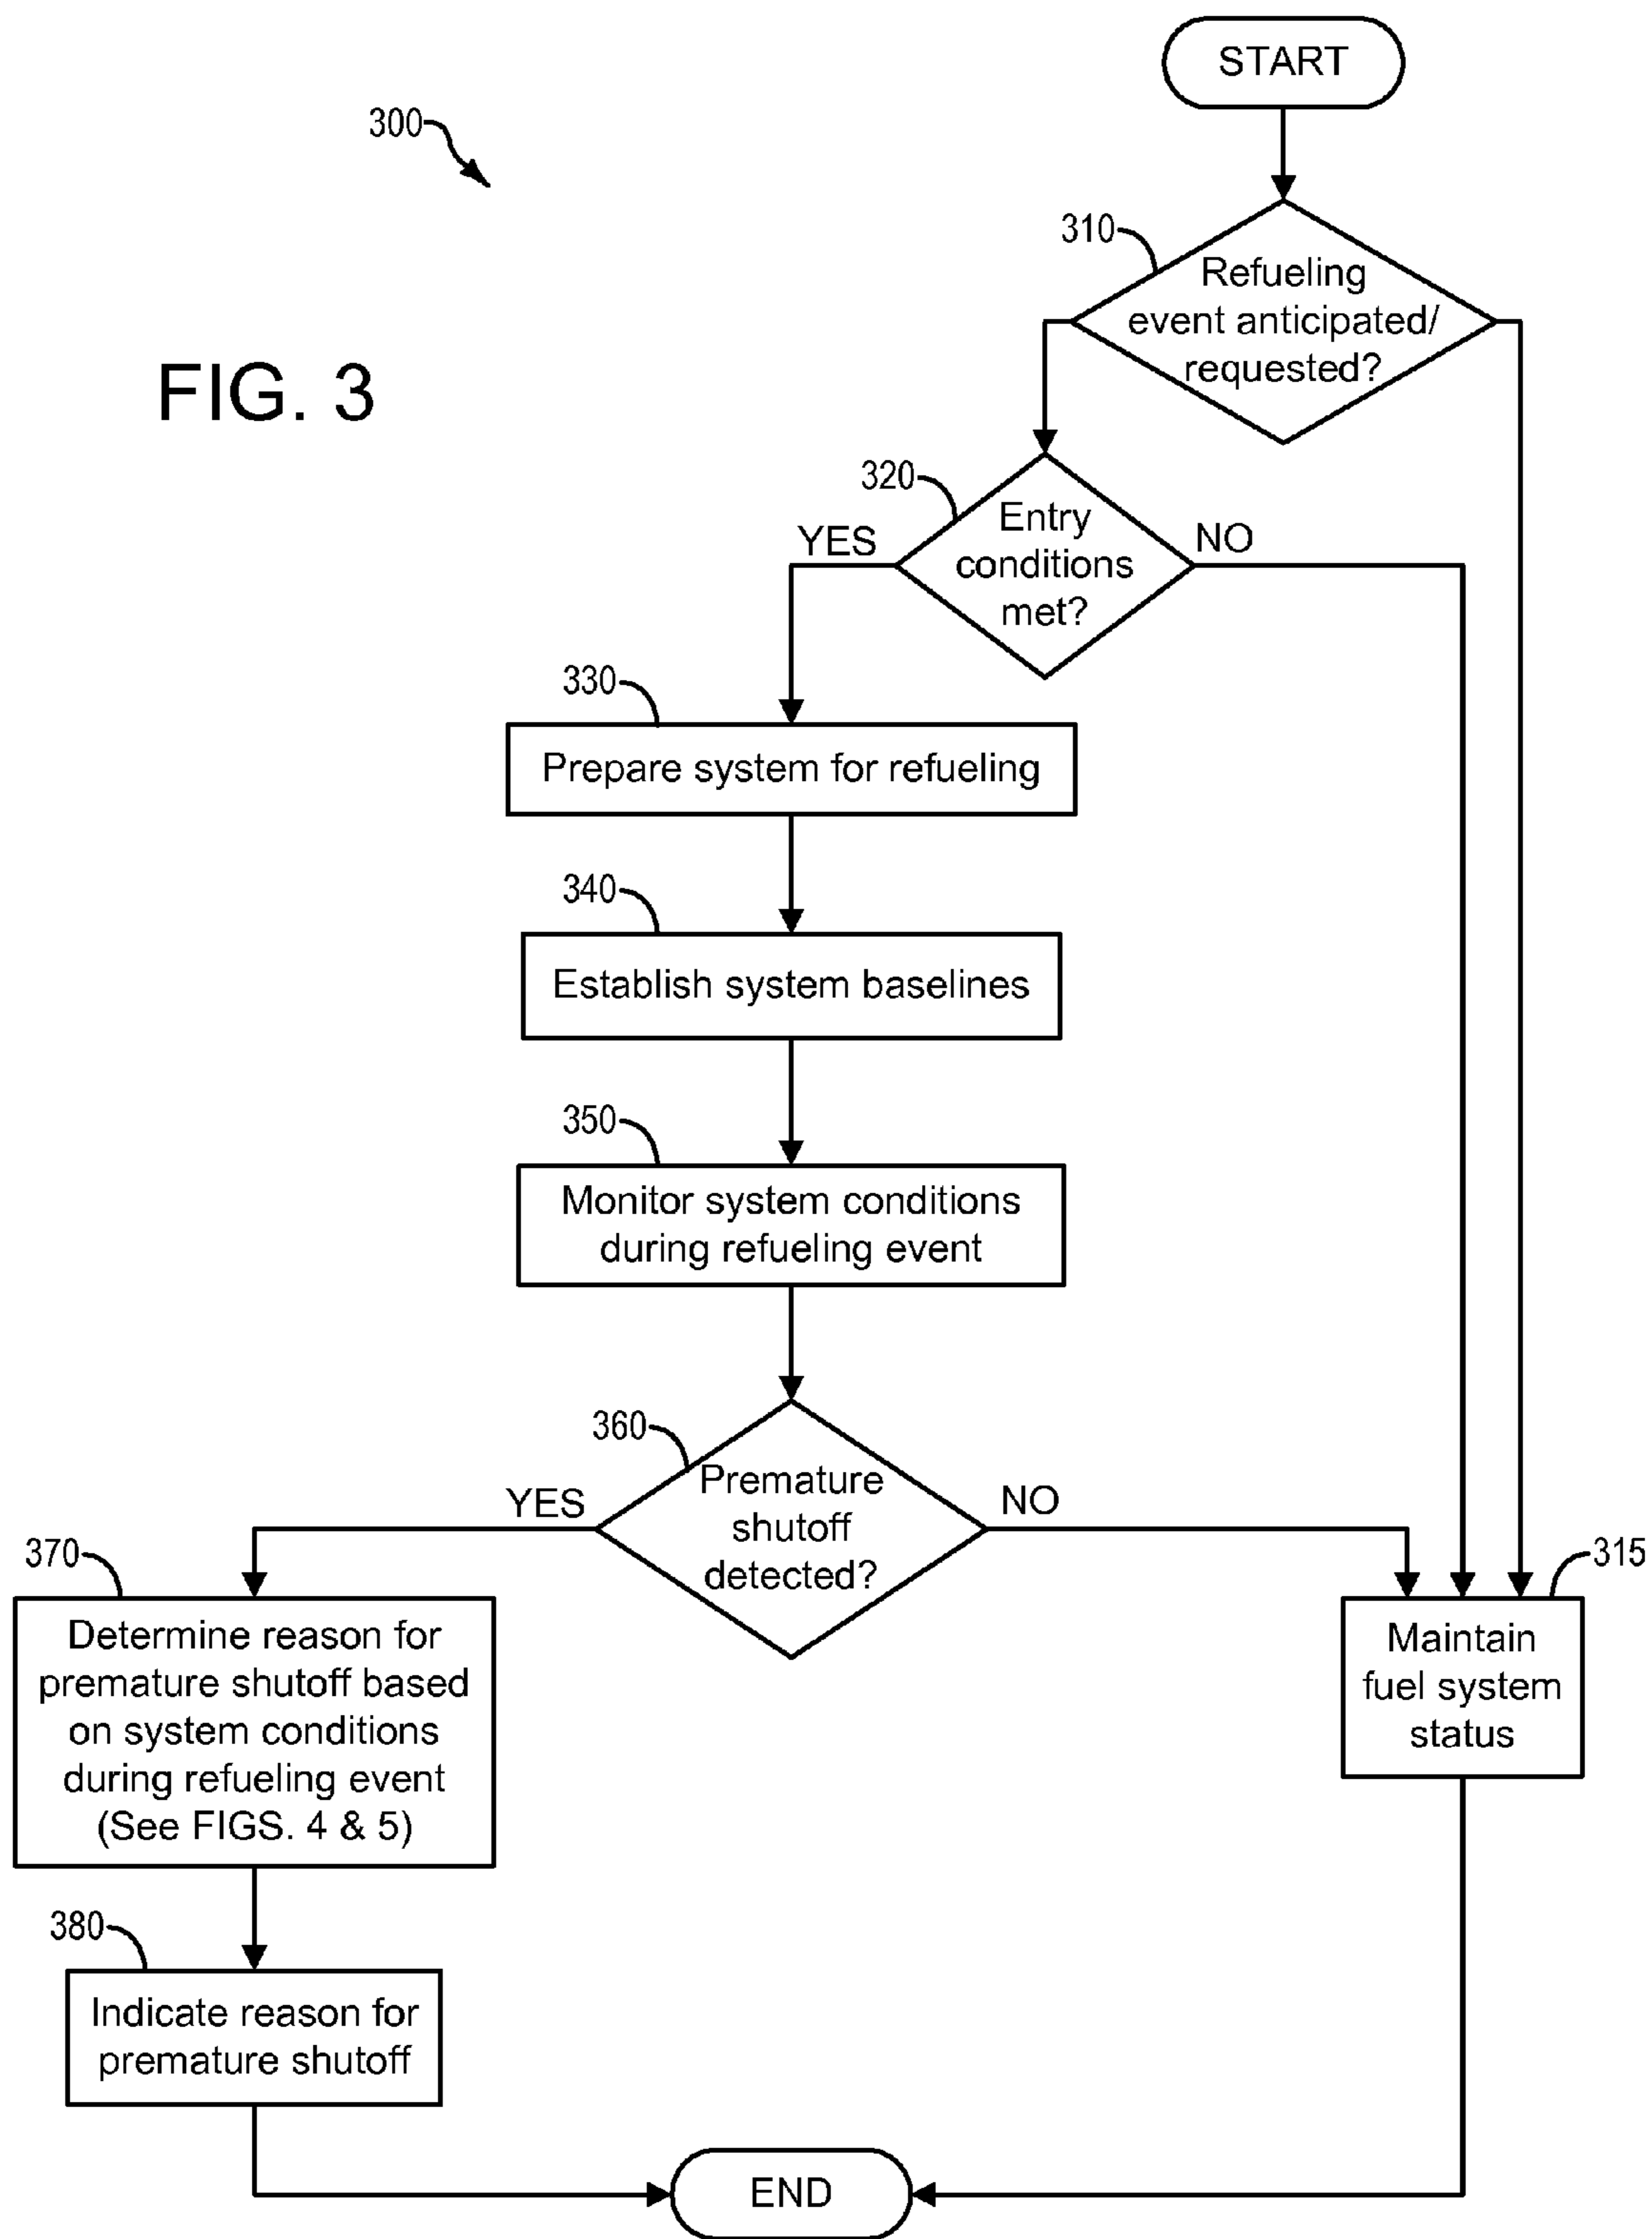 START
300
310
Refueling
event anticipated/
requested?
FIG. 3
320
Entry
conditions
met?
YES
NO
330
Prepare system for refueling
340
Establish system baselines
350
Monitor system conditions
during refueling event
360
Premature
shutoff
detected?
YES
NO
370
Determine reason for
premature shutoff based
on system conditions
during refueling event
(See FIGS. 4 & 5)
315
Maintain
fuel system
status
380
Indicate reason for
premature shutoff
END